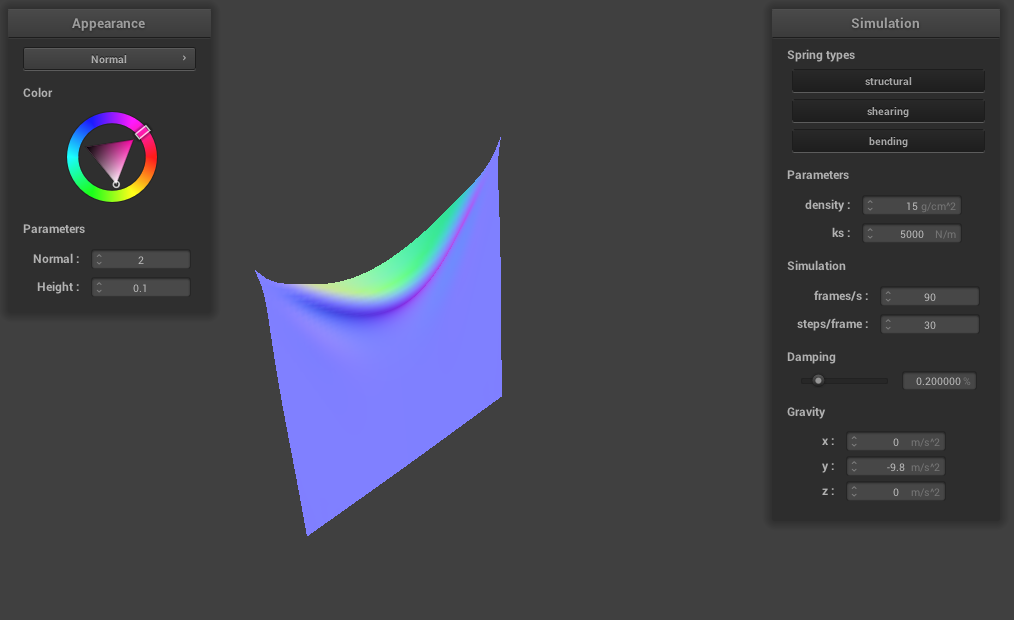 Appearance
Normal ›
Color
Parameters
Normal : 2
Height : 0.1
Simulation
Spring types
structural
shearing
bending
Parameters
density : 15 g/cm^2
ks : 5000 N/m
Simulation
frames/s : 90
steps/frame : 30
Damping
0.200000 %
Gravity
x : 0 m/s^2
y : -9.8 m/s^2
z : 0 m/s^2